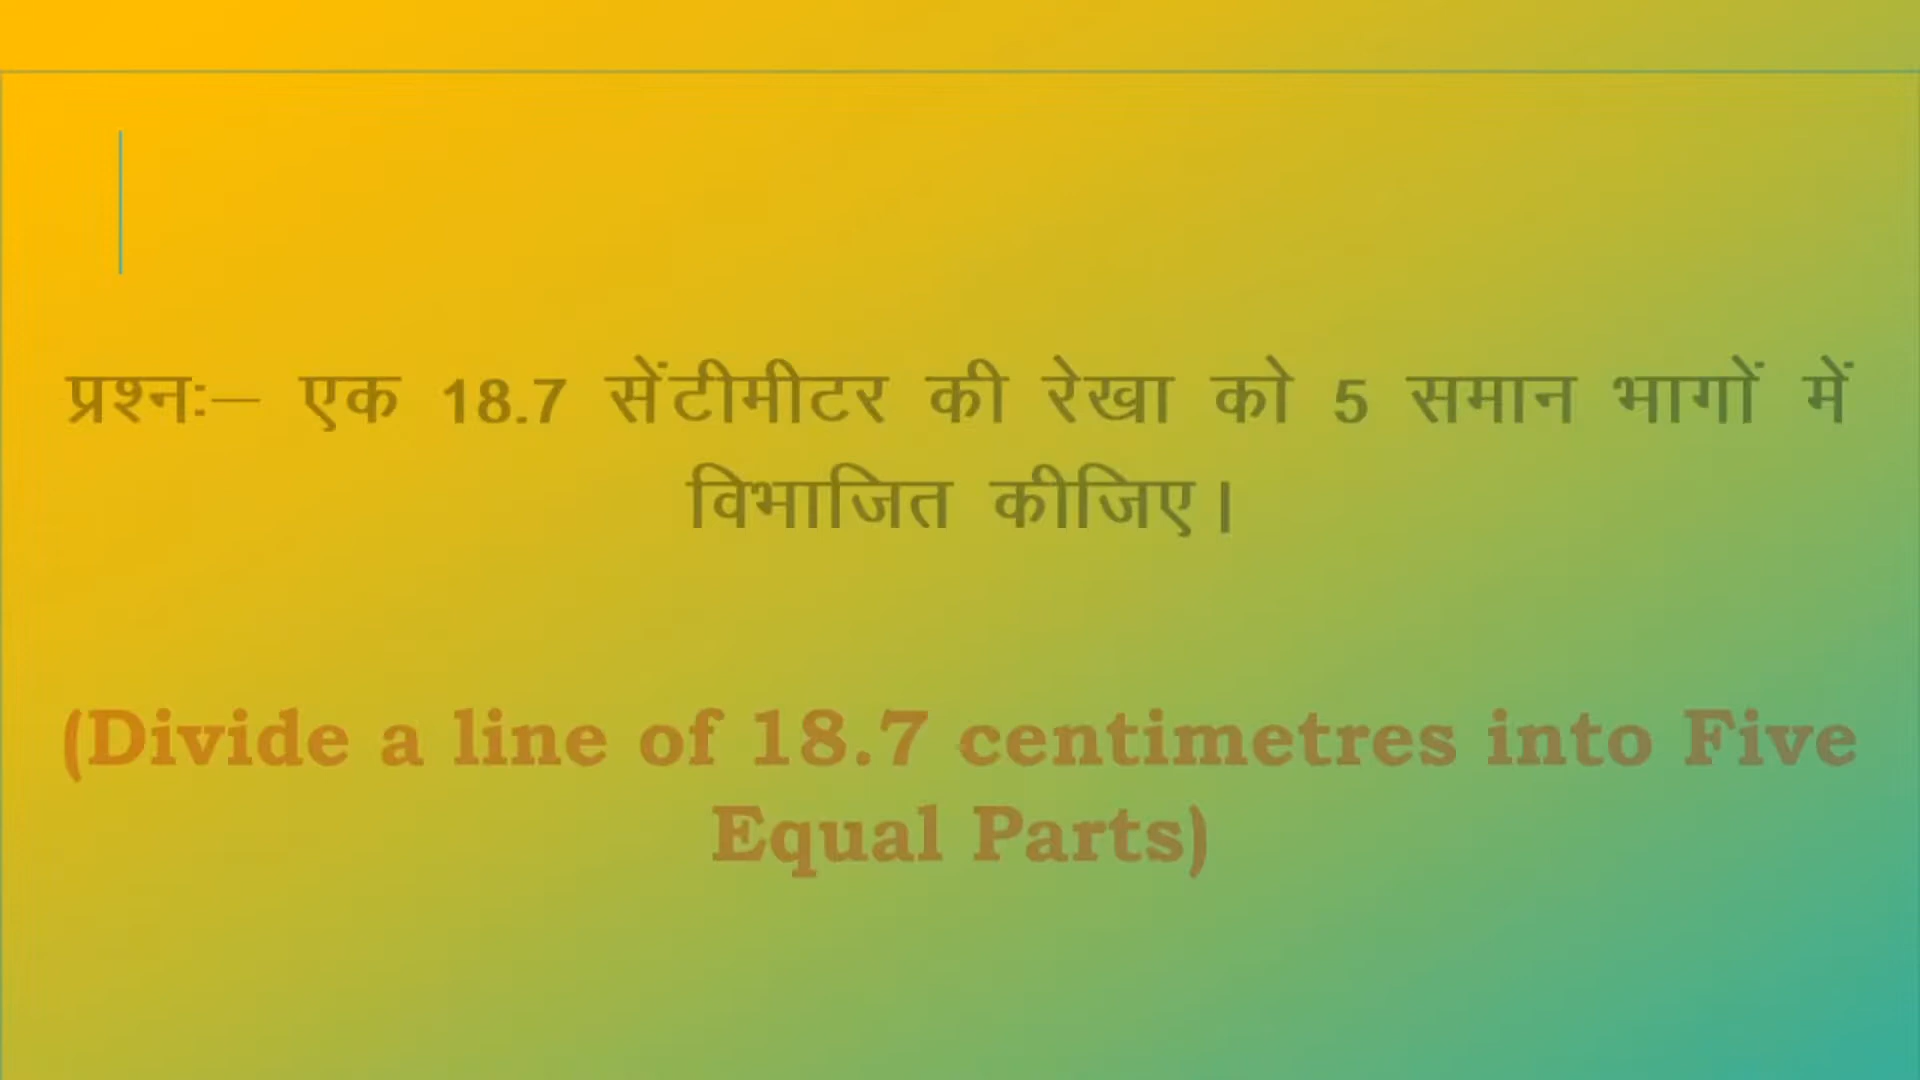 प्रश्नः– एक 18.7 सेंटीमीटर की रेखा को 5 समान भागों में
विभाजित कीजिए।
(Divide a line of 18.7 centimetres into Five
Equal Parts)